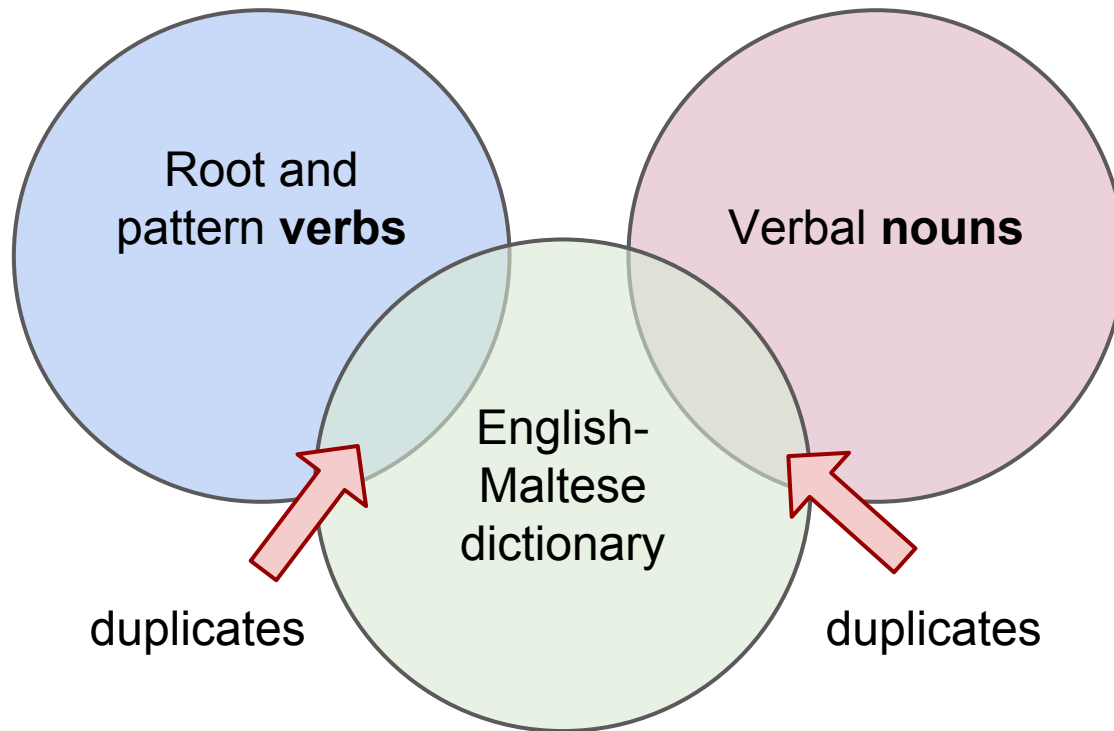 Root and
pattern verbs
Verbal nouns
English-
Maltese
dictionary
duplicates
duplicates